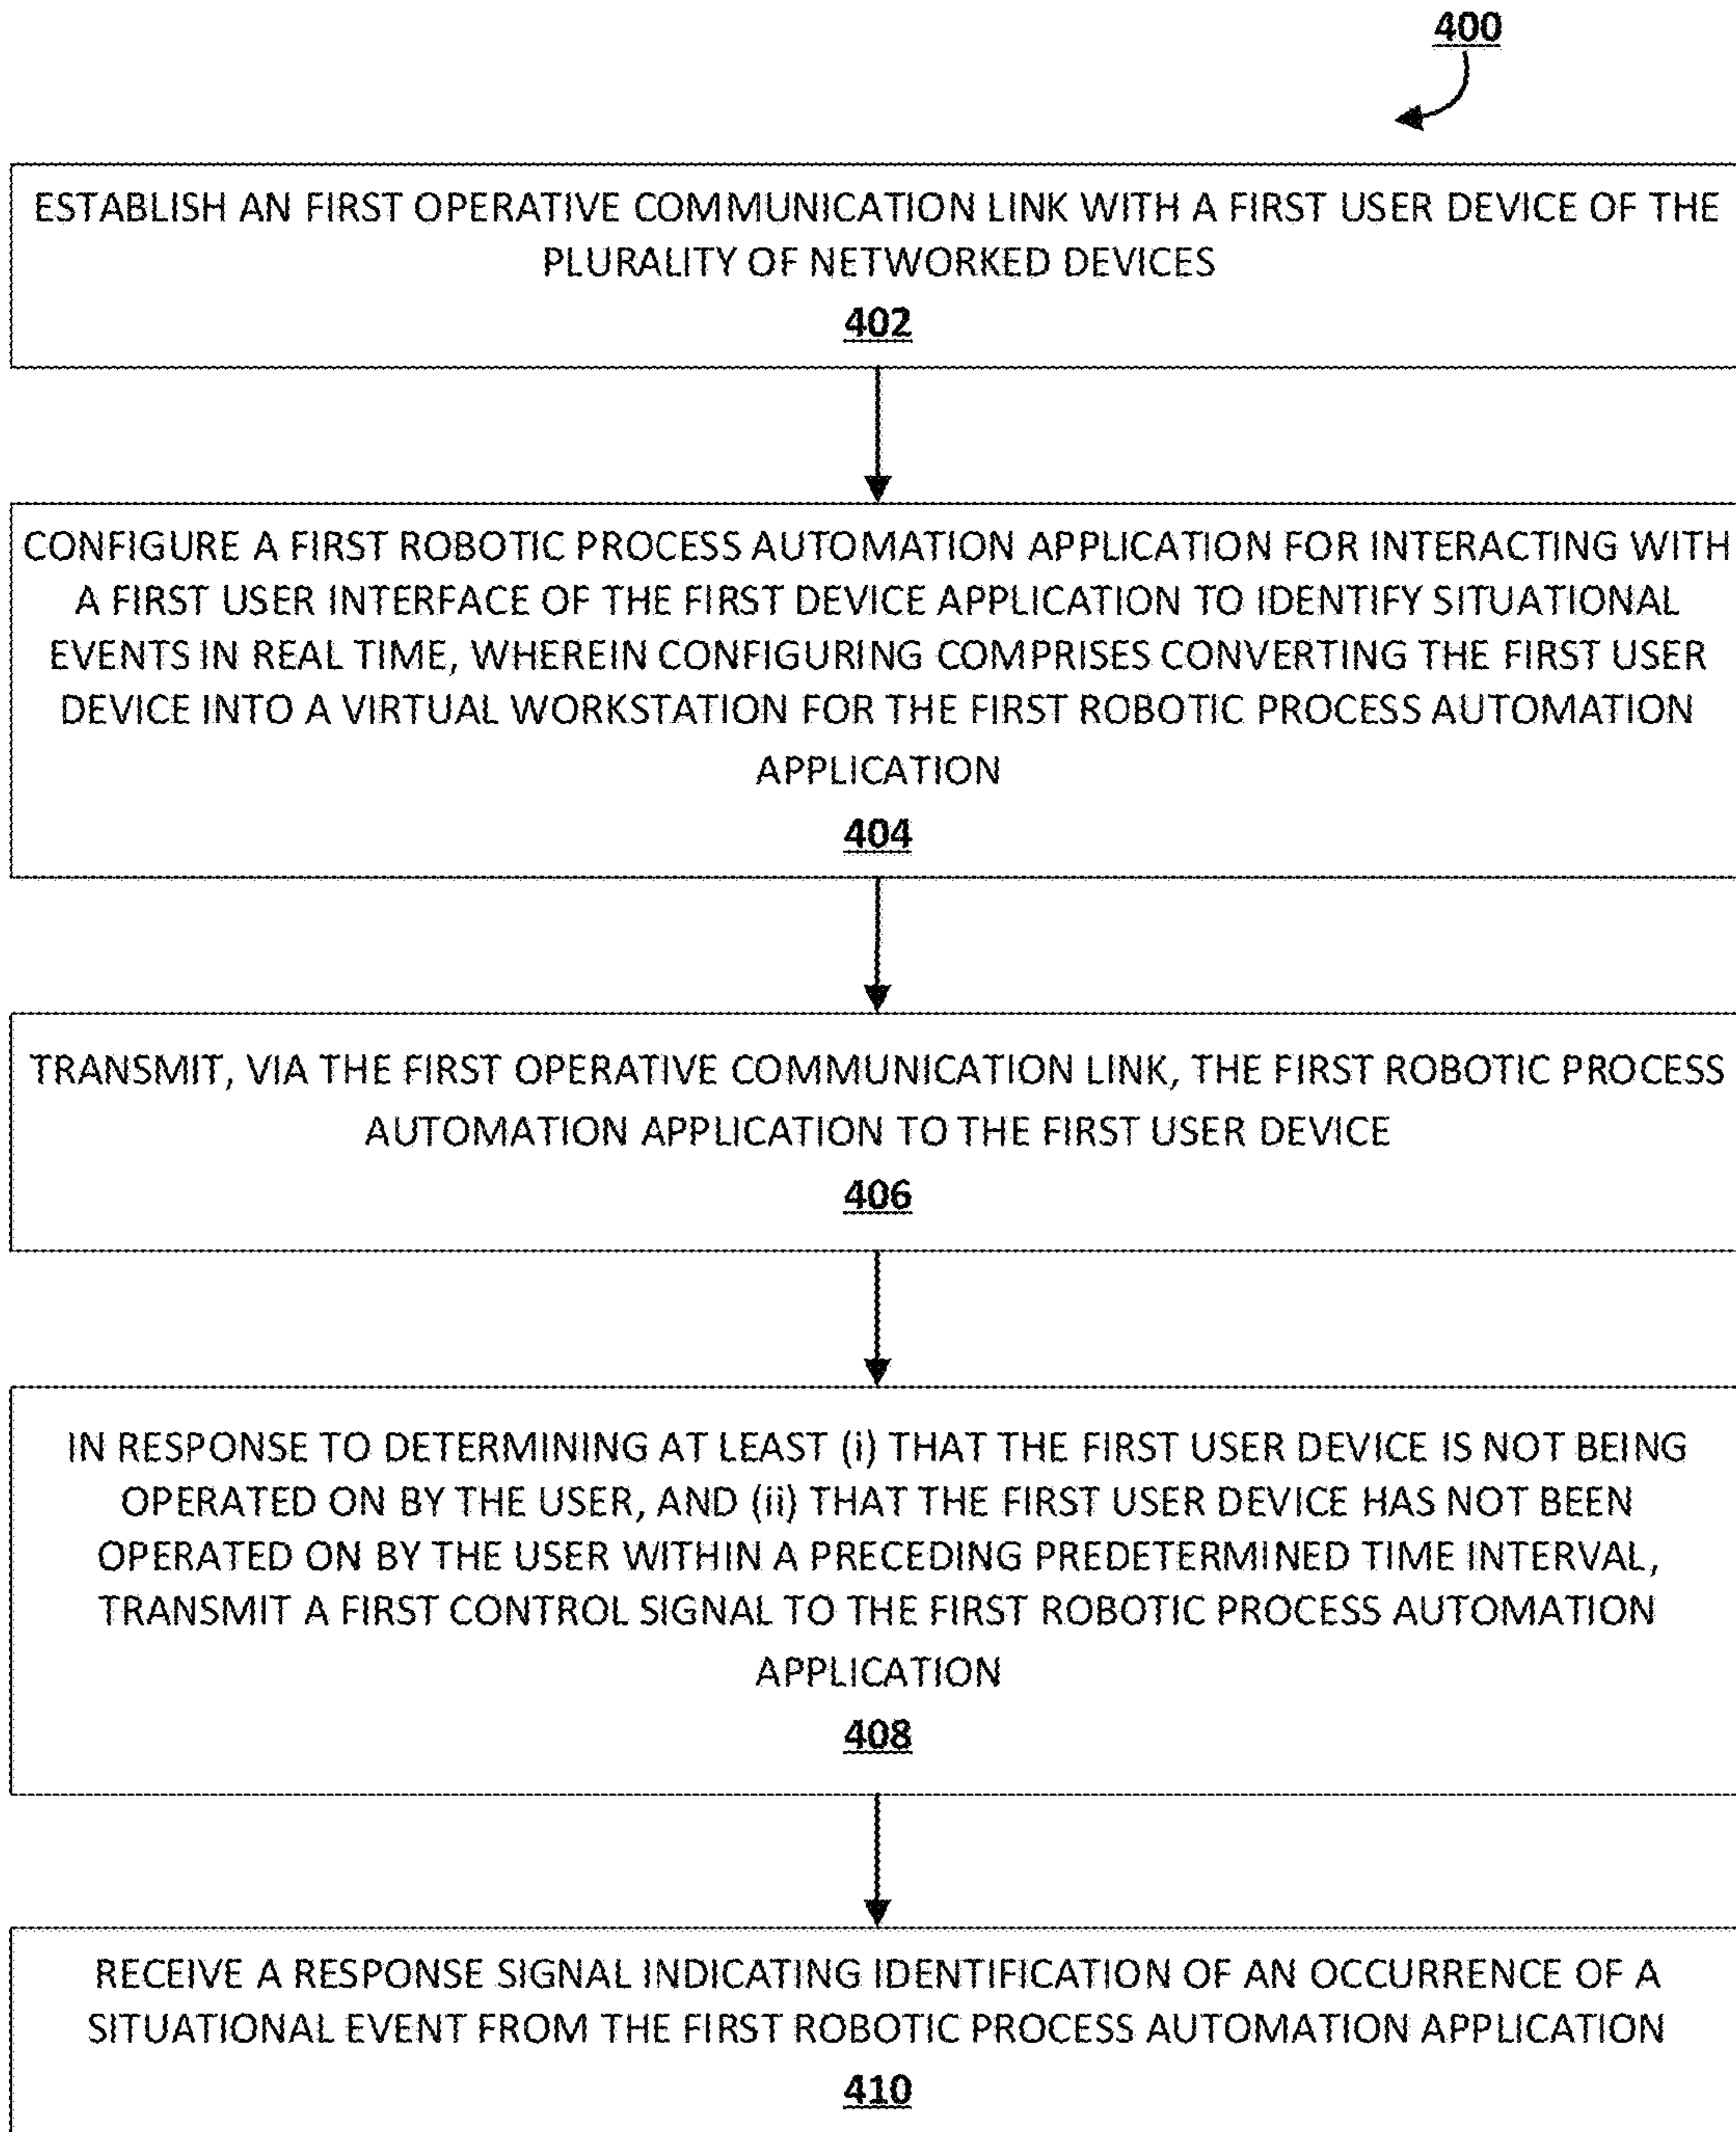 400
ESTABLISH AN FIRST OPERATIVE COMMUNICATION LINK WITH A FIRST USER DEVICE OF THE
PLURALITY OF NETWORKED DEVICES
402
CONFIGURE A FIRST ROBOTIC PROCESS AUTOMATION APPLICATION FOR INTERACTING WITH
A FIRST USER INTERFACE OF THE FIRST DEVICE APPLICATION TO IDENTIFY SITUATIONAL
EVENTS IN REAL TIME, WHEREIN CONFIGURING COMPRISES CONVERTING THE FIRST USER
DEVICE INTO A VIRTUAL WORKSTATION FOR THE FIRST ROBOTIC PROCESS AUTOMATION
APPLICATION
404
TRANSMIT, VIA THE FIRST OPERATIVE COMMUNICATION LINK, THE FIRST ROBOTIC PROCESS
AUTOMATION APPLICATION TO THE FIRST USER DEVICE
406
IN RESPONSE TO DETERMINING AT LEAST (i) THAT THE FIRST USER DEVICE IS NOT BEING
OPERATED ON BY THE USER, AND (ii) THAT THE FIRST USER DEVICE HAS NOT BEEN
OPERATED ON BY THE USER WITHIN A PRECEDING PREDETERMINED TIME INTERVAL,
TRANSMIT A FIRST CONTROL SIGNAL TO THE FIRST ROBOTIC PROCESS AUTOMATION
APPLICATION
408
RECEIVE A RESPONSE SIGNAL INDICATING IDENTIFICATION OF AN OCCURRENCE OF A
SITUATIONAL EVENT FROM THE FIRST ROBOTIC PROCESS AUTOMATION APPLICATION
410